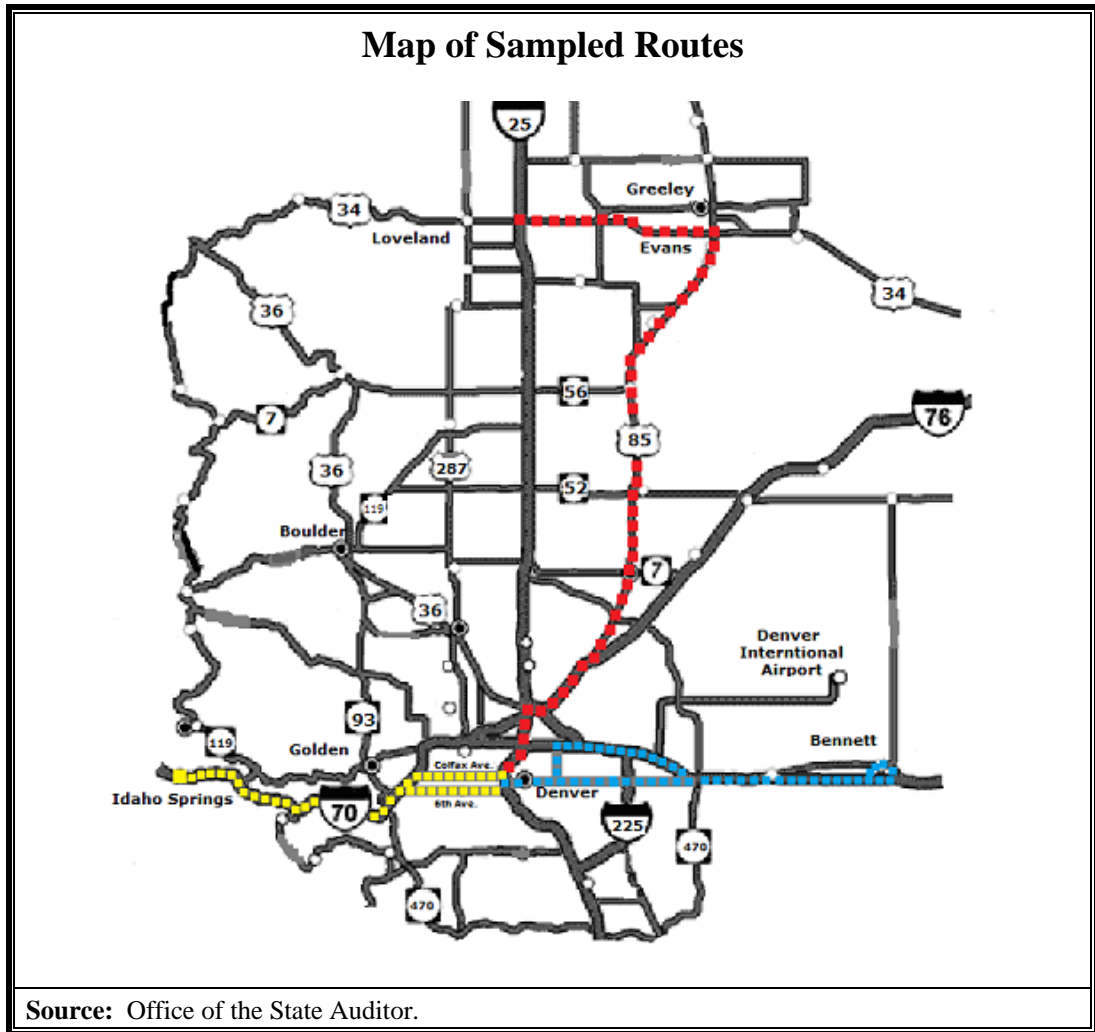 Map of Sampled Routes
25
Greeley
34
Loveland
Evans
34
36
56
7
76
85
36
287
52
119
Boulder
7
36
Denver
Interntional
Airport
93
Bennett
119
Golden
Colfax Ave.
Idaho Springs
6th Ave.
Denver
70
225
470
470
Source: Office of the State Auditor.